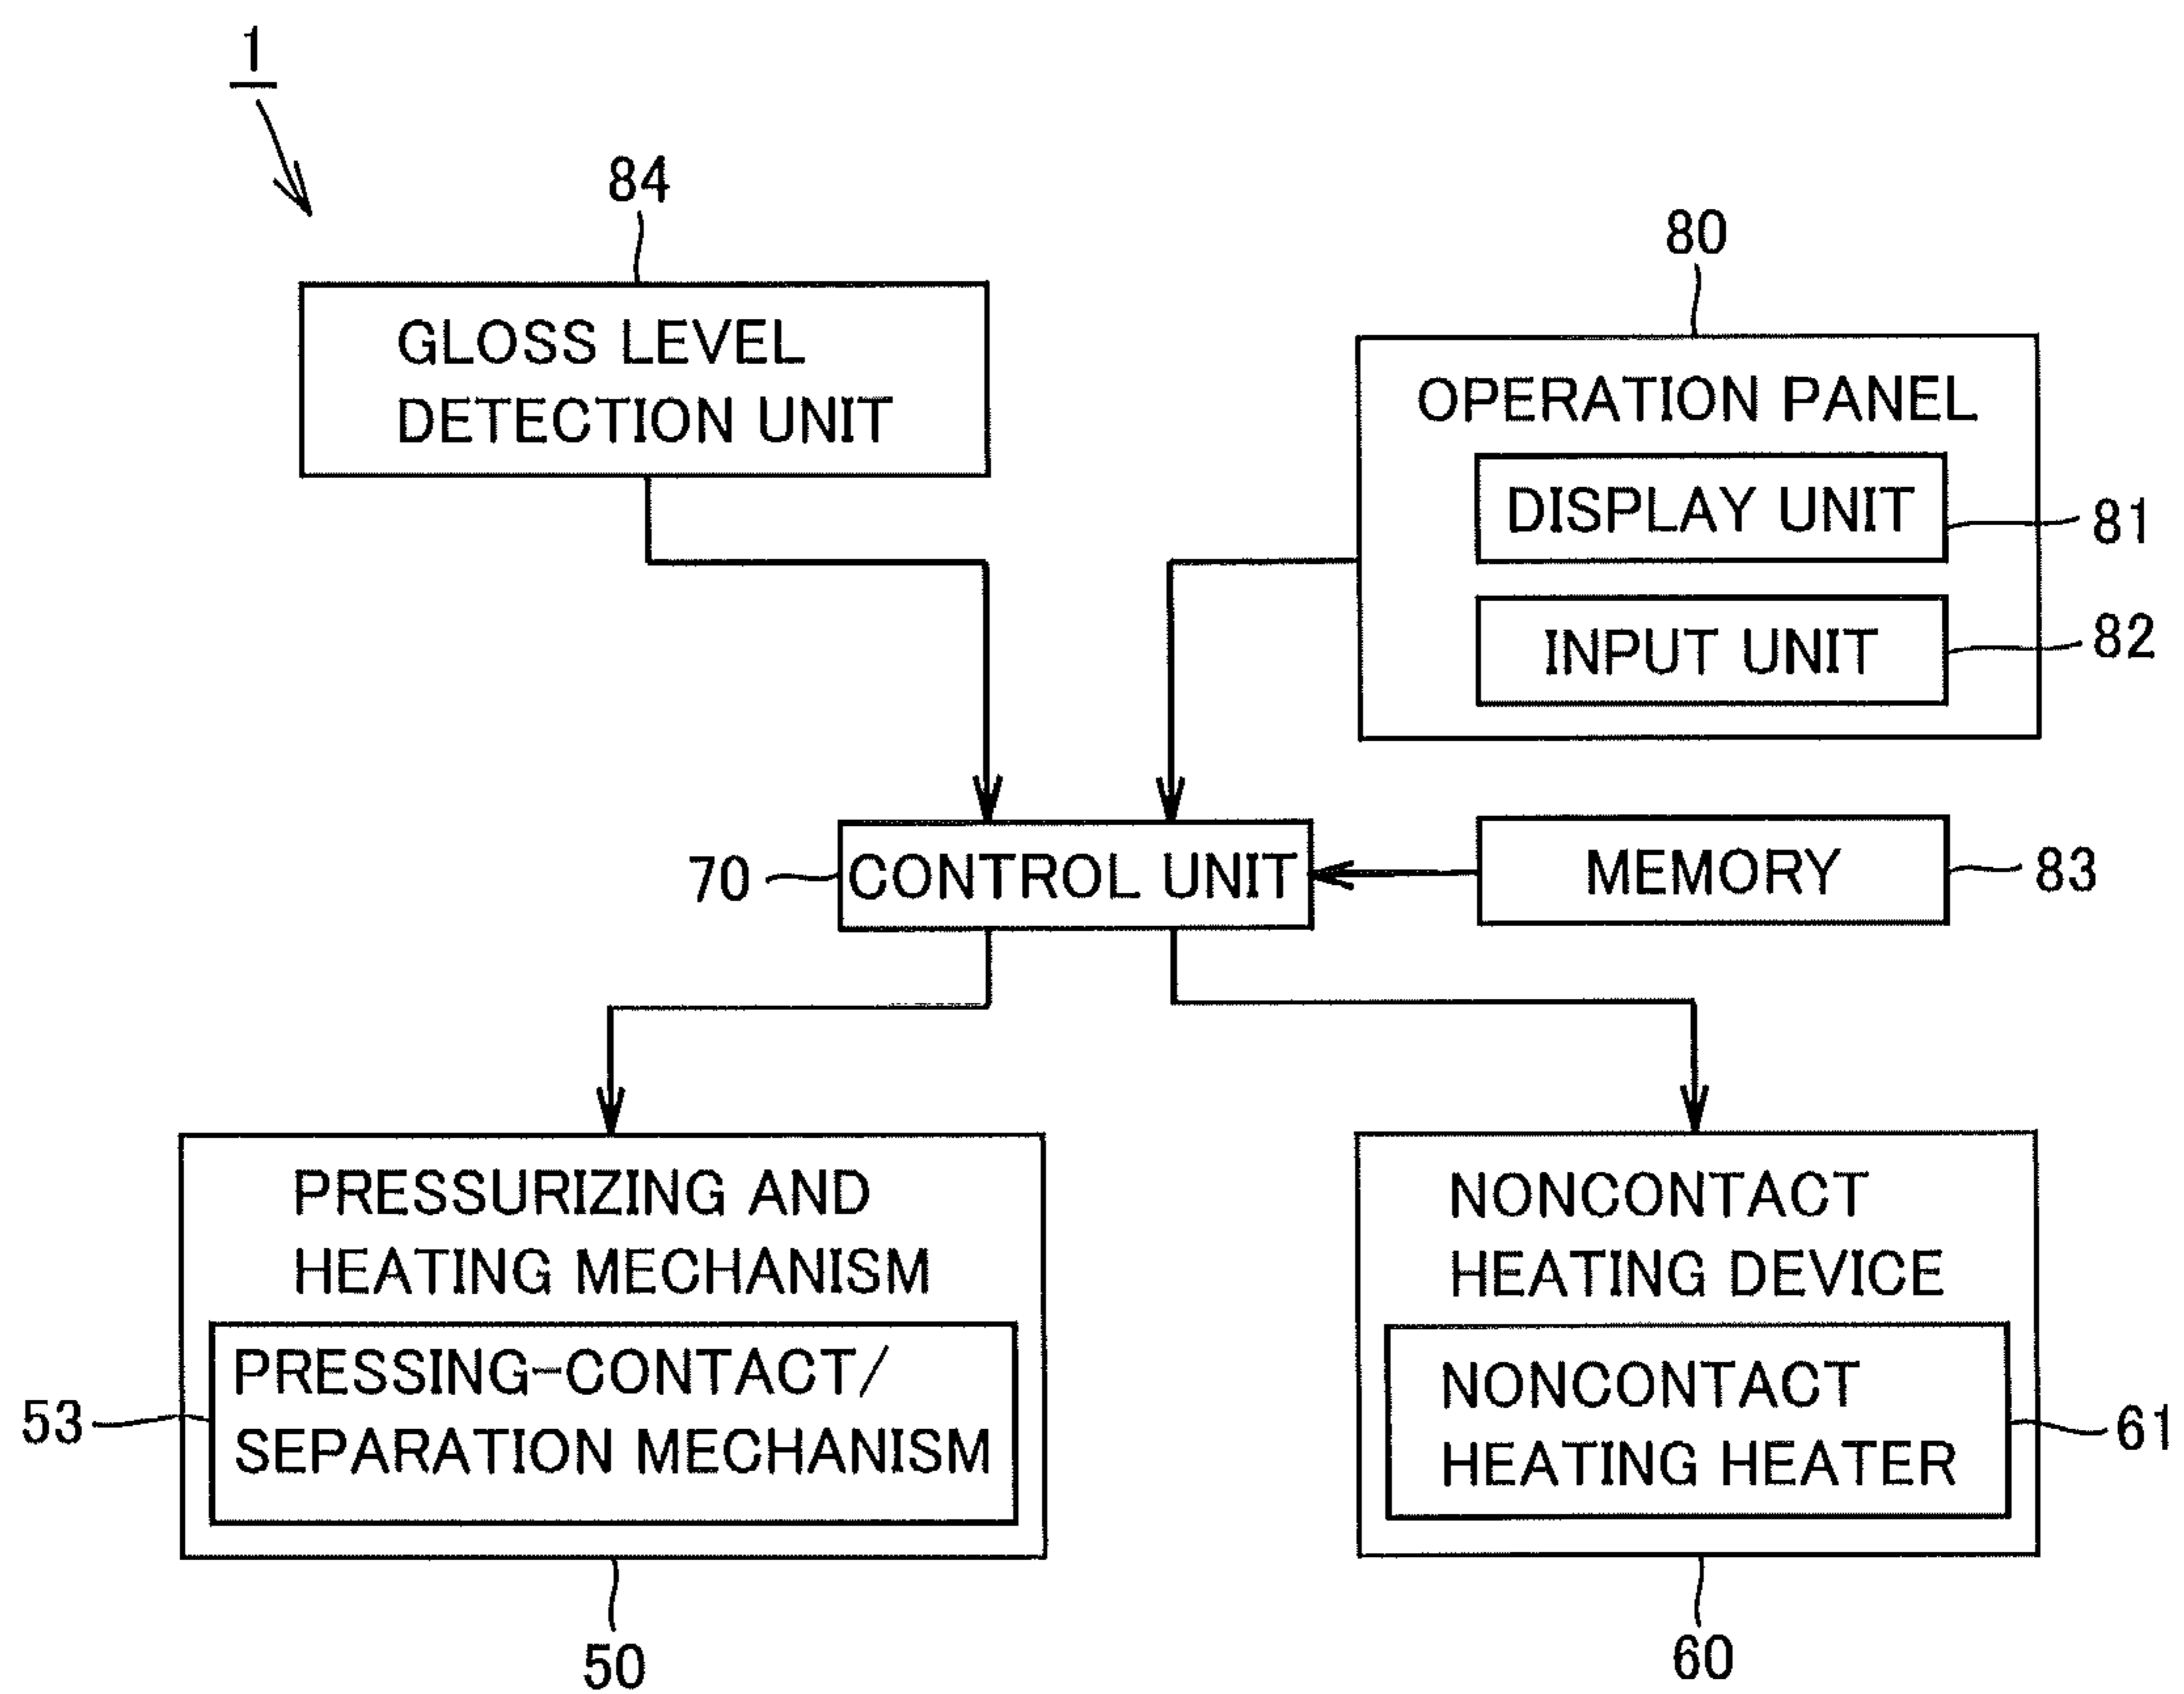 1
84
GLOSS LEVEL
DETECTION UNIT
80
OPERATION PANEL
DISPLAY UNIT
81
INPUT UNIT
82
70
CONTROL UNIT
MEMORY
83
PRESSURIZING AND
HEATING MECHANISM
PRESSING-CONTACT/
SEPARATION MECHANISM
53
50
NONCONTACT
HEATING DEVICE
NONCONTACT
HEATING HEATER
61
60